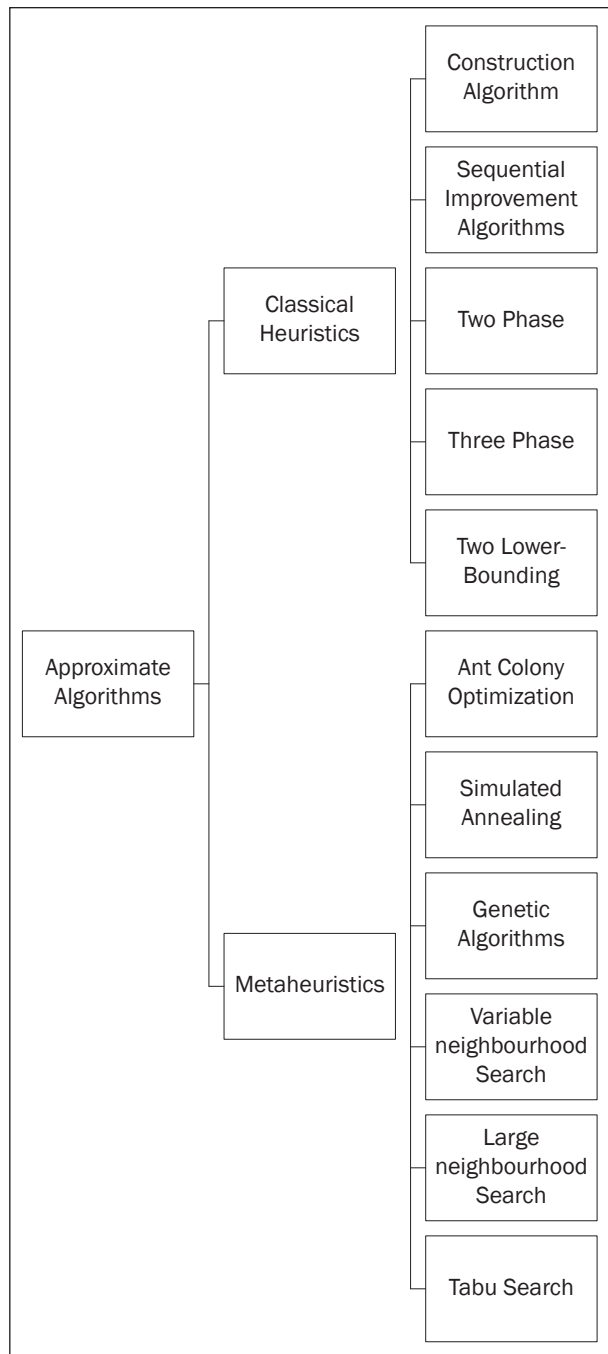 Construction
Algorithm
Sequential
Improvement
Algorithms
Classical
Heuristics
Two Phase
Three Phase
Two Lower-
Bounding
Approximate
Algorithms
Ant Colony
Optimization
Simulated
Annealing
Genetic
Algorithms
Metaheuristics
Variable
neighbourhood
Search
Large
neighbourhood
Search
Tabu Search